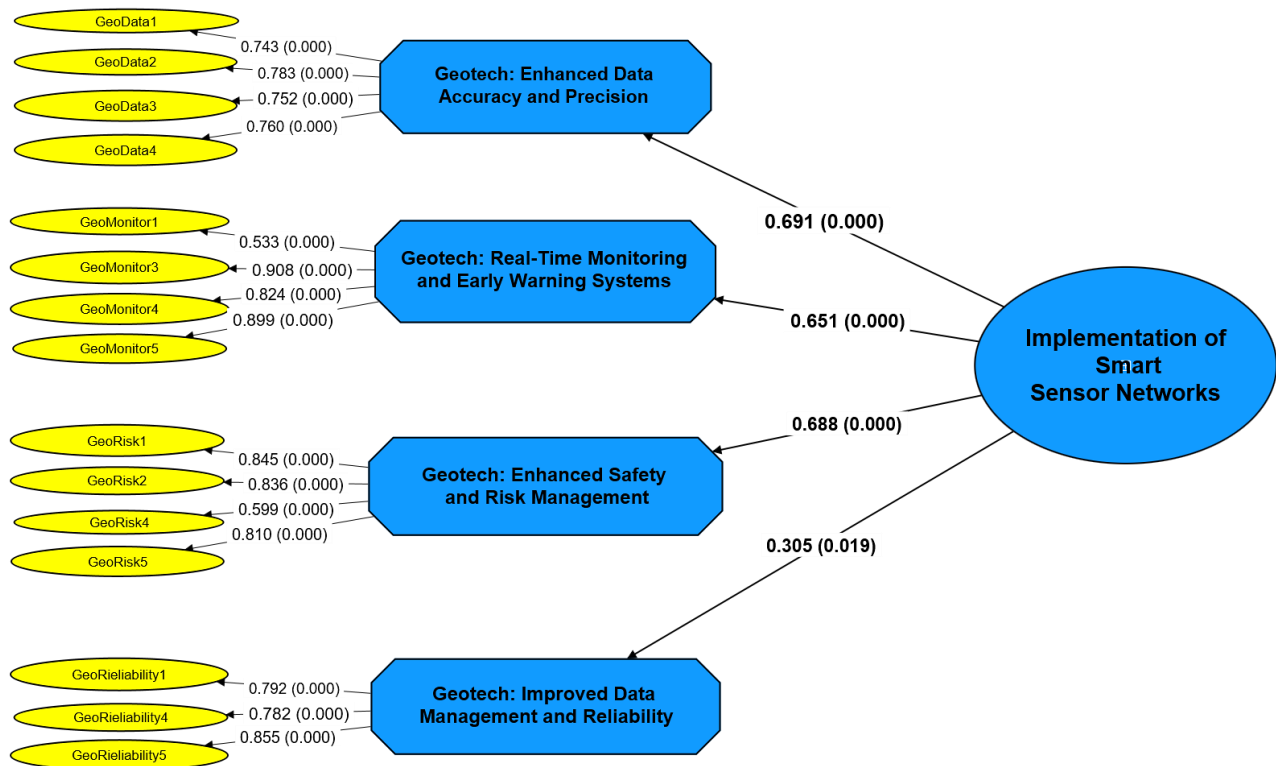 GeoData1
GeoData2
GeoData3
GeoData4
0.743 (0.000)
0.783 (0.000)
0.752 (0.000)
0.760 (0.000)
Geotech: Enhanced Data
Accuracy and Precision
0.691 (0.000)
GeoMonitor1
GeoMonitor3
GeoMonitor4
GeoMonitor5
0.533 (0.000)
0.908 (0.000)
0.824 (0.000)
0.899 (0.000)
Geotech: Real-Time Monitoring
and Early Warning Systems
0.651 (0.000)
Implementation of
Smart
Sensor Networks
GeoRisk1
GeoRisk2
GeoRisk4
GeoRisk5
0.845 (0.000)
0.836 (0.000)
0.599 (0.000)
0.810 (0.000)
Geotech: Enhanced Safety
and Risk Management
0.688 (0.000)
0.305 (0.019)
GeoRieliability1
GeoRieliability4
GeoRieliability5
0.792 (0.000)
0.782 (0.000)
0.855 (0.000)
Geotech: Improved Data
Management and Reliability